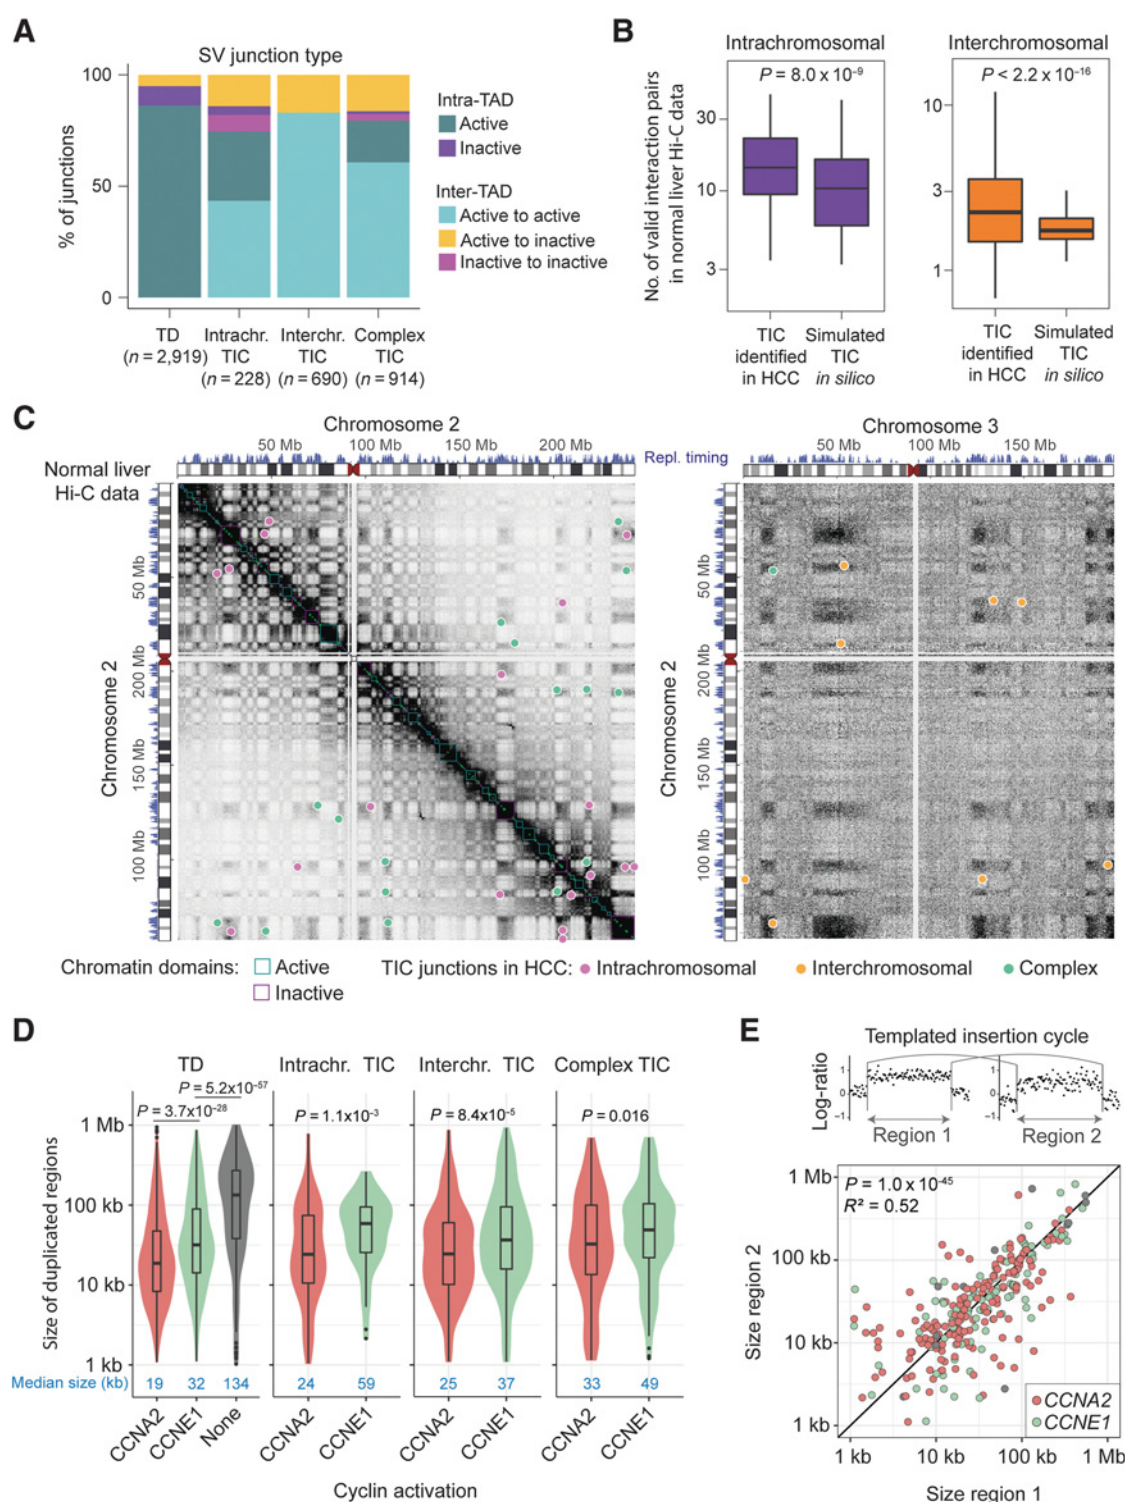 A
SV junction type
100
50
0
% of junctions
TD
(n = 2,919)
Intrachr.
TIC
(n = 228)
Interchr.
TIC
(n = 690)
Complex
TIC
(n = 914)
Intra-TAD
Active
Inactive
Inter-TAD
Active to active
Active to inactive
Inactive to inactive
B
Intrachromosomal
P = 8.0 x 10⁻⁹
No. of valid interaction pairs
in normal liver Hi-C data
30
10
3
TIC
identified
in HCC
Simulated
TIC
in silico
Interchromosomal
P < 2.2 x 10⁻¹⁶
10
3
1
TIC
identified
in HCC
Simulated
TIC
in silico
C
Chromosome 2
50 Mb 100 Mb 150 Mb 200 Mb
Normal liver
Hi-C data
Repl. timing
Chromosome 2
50 Mb
200 Mb
150 Mb
100 Mb
Chromosome 3
50 Mb 100 Mb 150 Mb
Chromosome 2
50 Mb
200 Mb
150 Mb
100 Mb
Chromatin domains:
Active
Inactive
TIC junctions in HCC:
Intrachromosomal
Interchromosomal
Complex
D
TD
Intrachr. TIC
Interchr. TIC
Complex TIC
P = 5.2x10⁻⁵⁷
P = 3.7x10⁻²⁸
P = 1.1x10⁻³
P = 8.4x10⁻⁵
P = 0.016
Size of duplicated regions
1 Mb
100 kb
10 kb
1 kb
Median size (kb)
19 32 134
24 59
25 37
33 49
CCNA2
CCNE1
None
CCNA2
CCNE1
CCNA2
CCNE1
CCNA2
CCNE1
Cyclin activation
E
Templated insertion cycle
Log-ratio
1
0
−1
1
0
−1
Region 1
Region 2
P = 1.0 x 10⁻⁴⁵
R² = 0.52
Size region 2
1 Mb
100 kb
10 kb
1 kb
CCNA2
CCNE1
1 kb 10 kb 100 kb 1 Mb
Size region 1